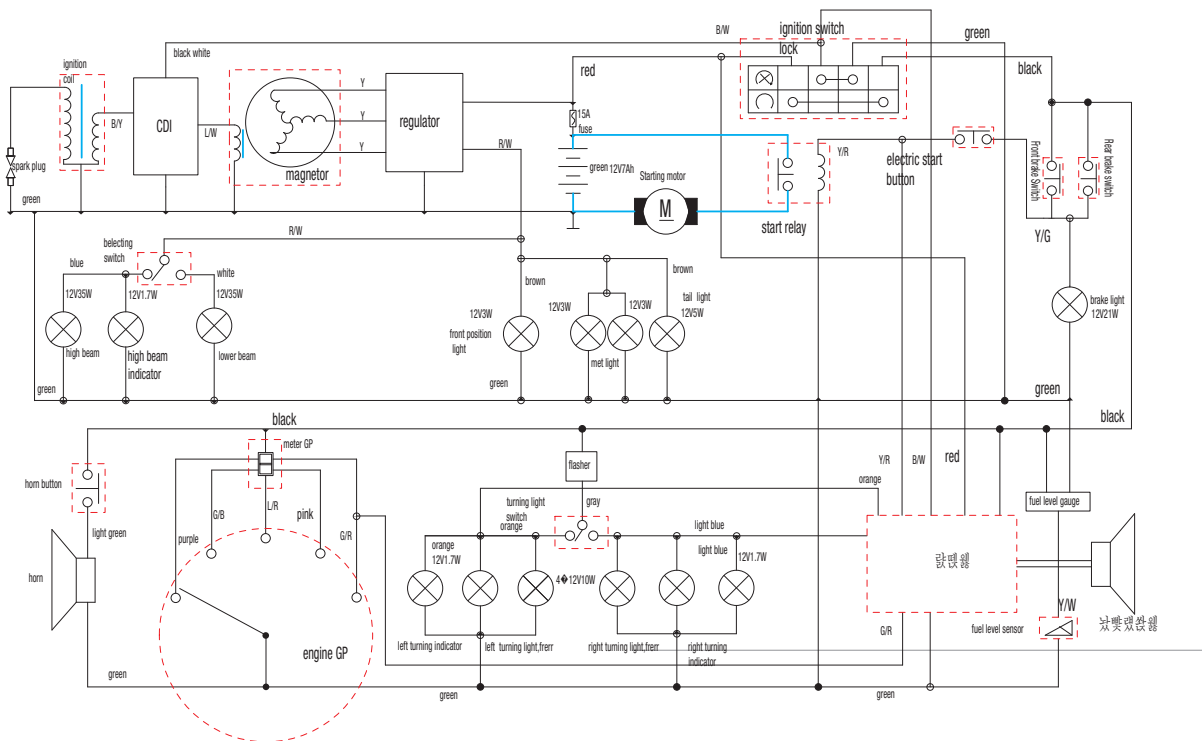 ignition switch
lock
B/W
green
black white
red
black
ignition
coil
Y
Y
Y
B/Y
CDI
L/W
regulator
15A
fuse
R/W
magnetor
spark plug
green 12V7Ah
Starting motor
M
Y/R
electric start
button
start relay
Front brake Switch
Rear brake switch
Y/G
green
R/W
belecting
switch
blue
white
12V35W
12V1.7W
12V35W
high beam
high beam
indicator
lower beam
brown
brown
12V3W
front position
light
12V3W
12V3W
met light
tail light
12V5W
brake light
12V21W
green
green
green
black
black
meter GP
horn button
light green
horn
G/B
L/R
pink
purple
G/R
engine GP
green
flasher
gray
turning light
switch
orange
orange
12V1.7W
4�12V10W
light blue
light blue
12V1.7W
left turning indicator
left turning light,frerr
right turning light,frerr
right turning
indicator
green
orange
Y/R
B/W
red
럈땝웳
G/R
green
fuel level gauge
Y/W
fuel level sensor